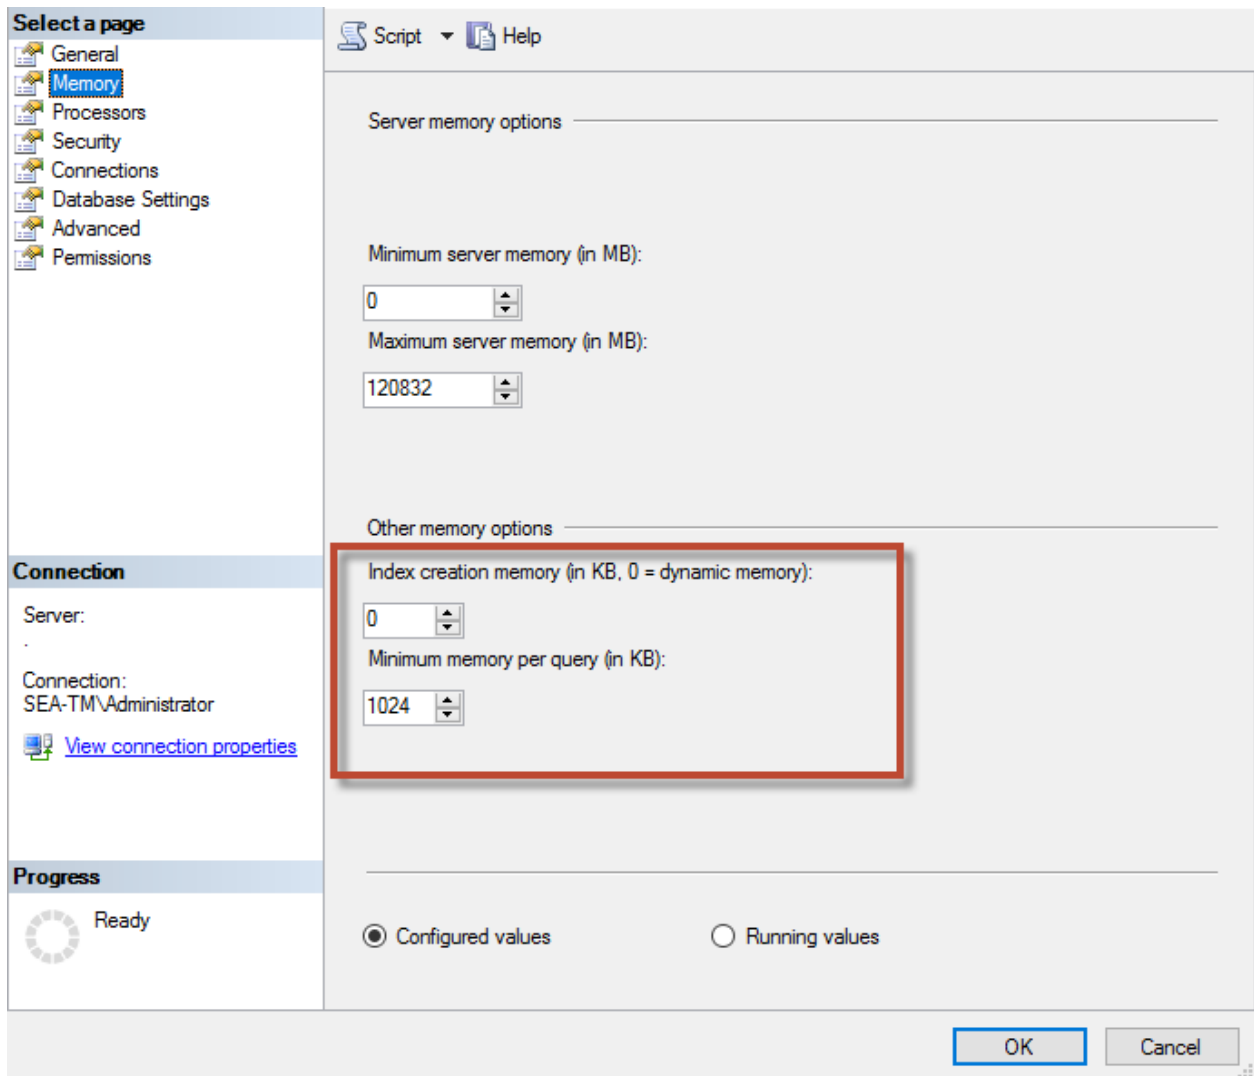 Select a page
General
Memory
Processors
Security
Connections
Database Settings
Advanced
Permissions
Connection
Server:
.
Connection:
SEA-TM\Administrator
View connection properties
Progress
Ready
Script
Help
Server memory options
Minimum server memory (in MB):
0
Maximum server memory (in MB):
120832
Other memory options
Index creation memory (in KB, 0 = dynamic memory):
0
Minimum memory per query (in KB):
1024
Configured values
Running values
OK
Cancel